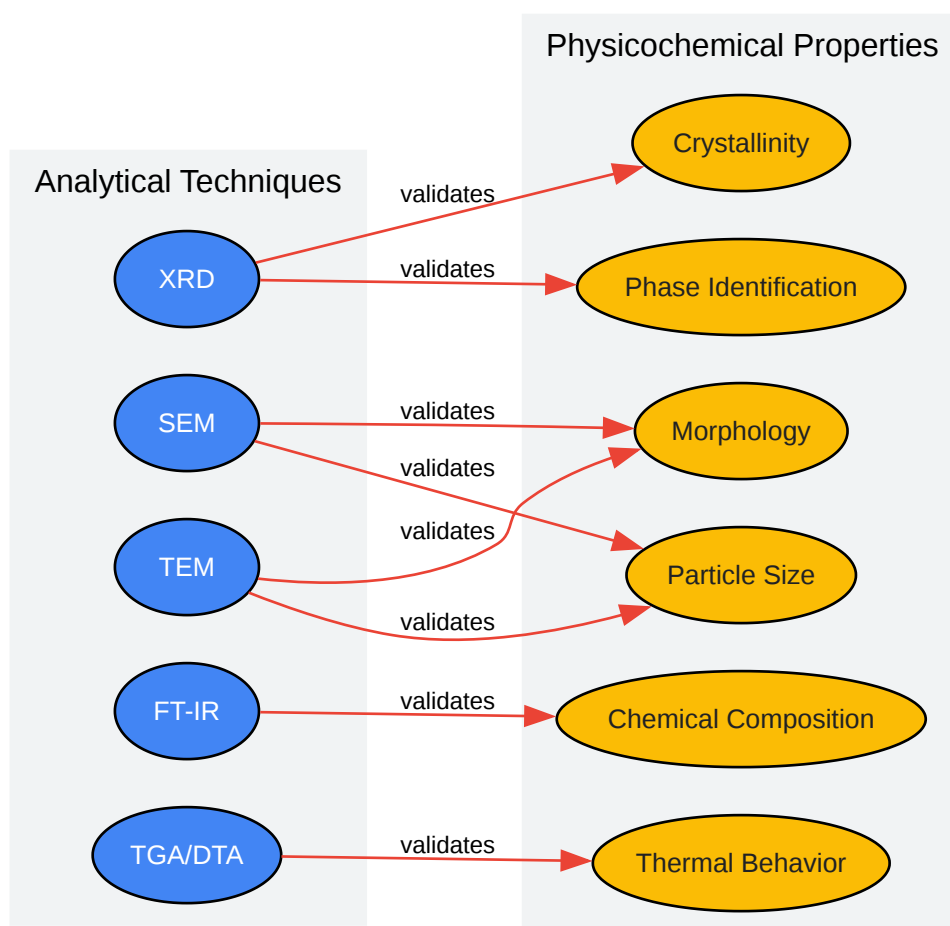 Physicochemical Properties
Analytical Techniques
Crystallinity
validates
XRD
validates
Phase Identification
SEM
validates
Morphology
validates
TEM
validates
Particle Size
validates
FT-IR
validates
Chemical Composition
TGA/DTA
validates
Thermal Behavior